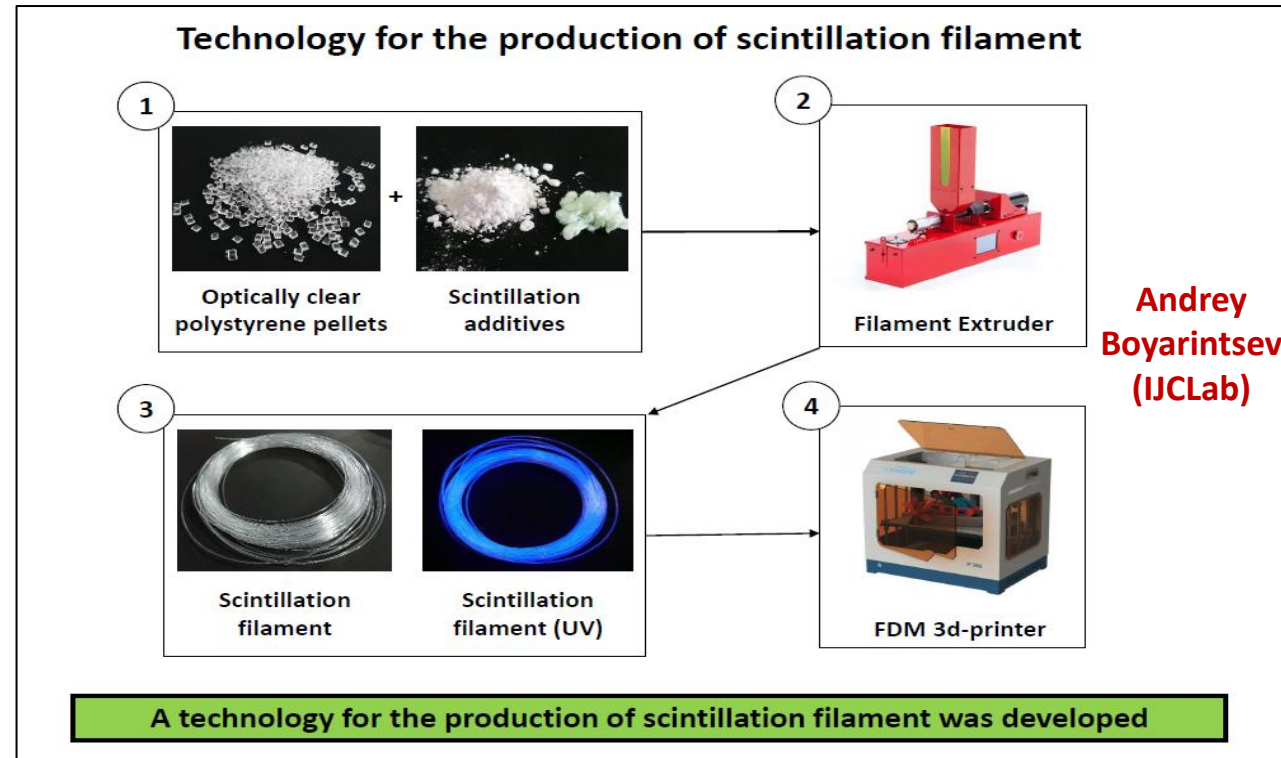 Technology for the production of scintillation filament
1
+
Optically clear
polystyrene pellets
Scintillation
additives
2
Filament Extruder
Andrey
Boyarintsev
(IJCLab)
3
Scintillation
filament
Scintillation
filament (UV)
4
FDM 3d-printer
A technology for the production of scintillation filament was developed